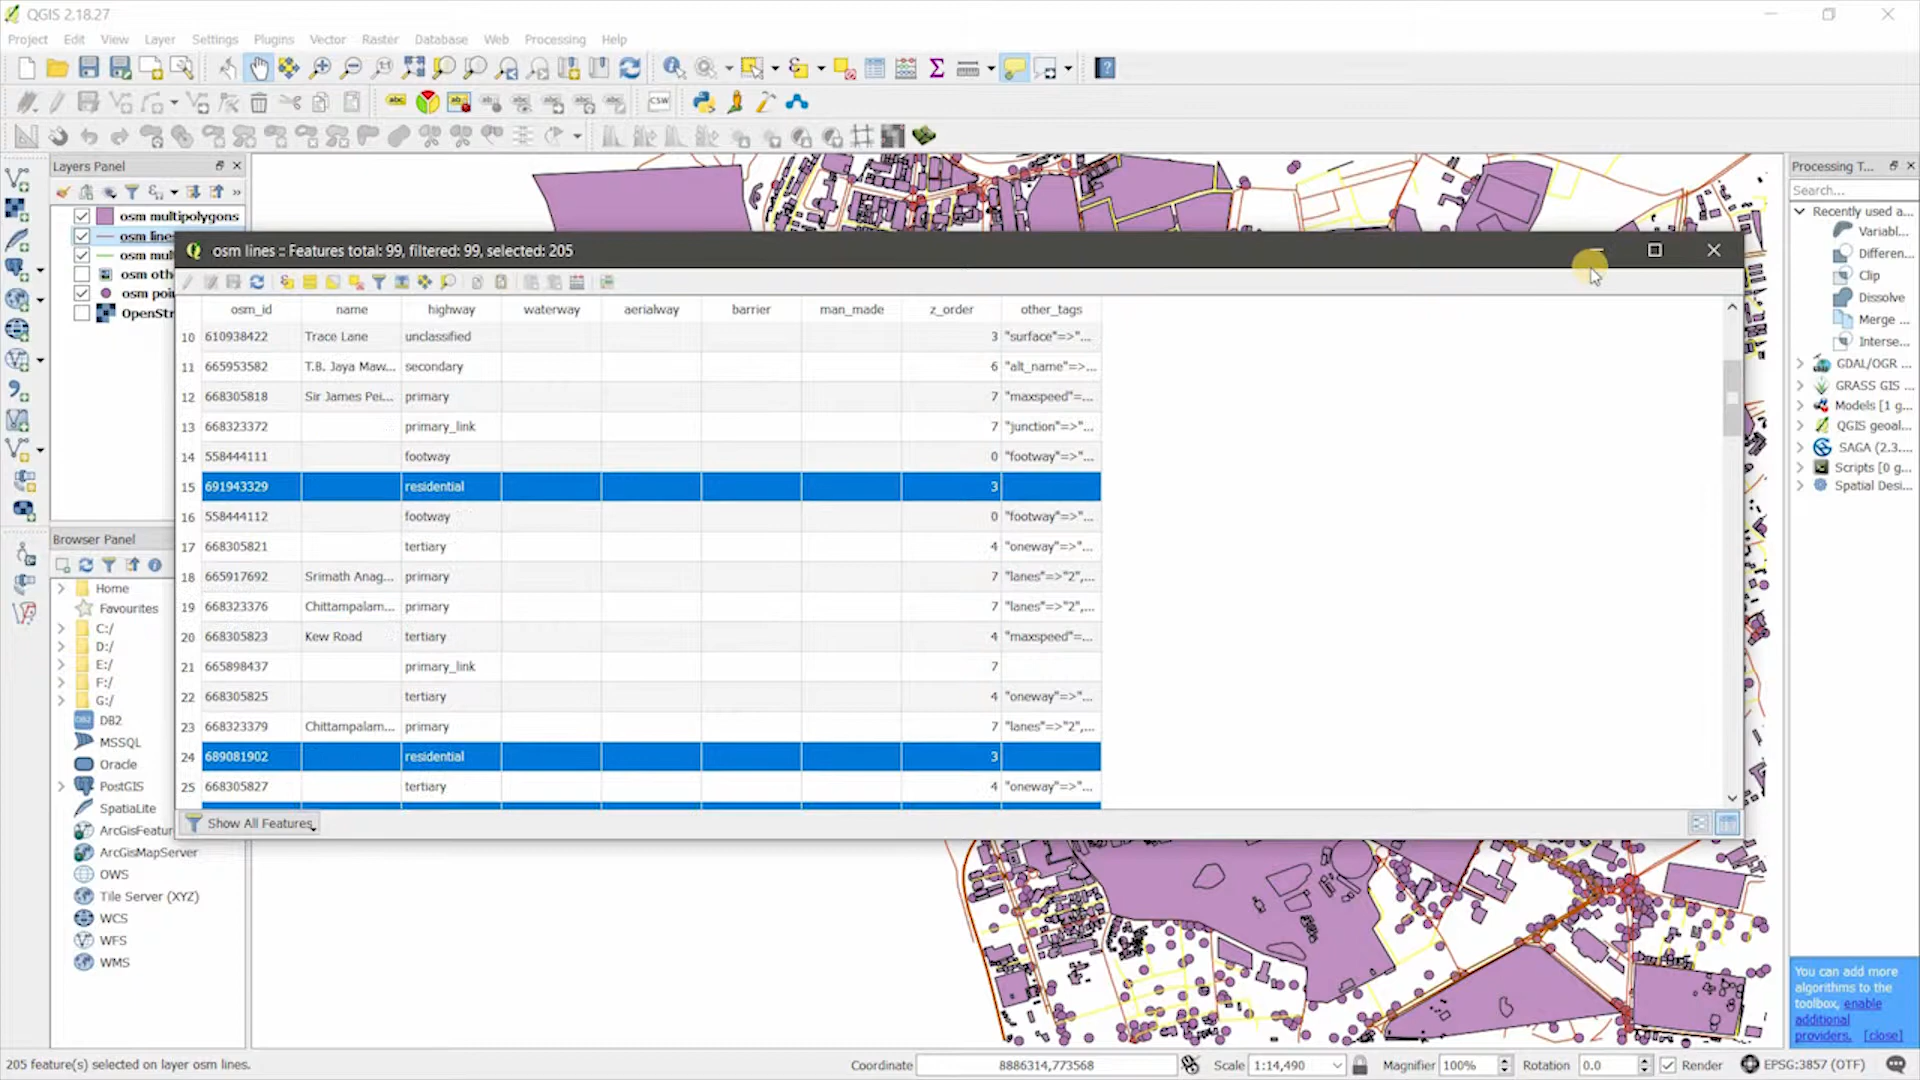 QGIS 2.18.27
Project Edit View Layer Settings Plugins Vector Raster Database Web Processing Help
CSW
Layers Panel
osm multipolygons
osm lines
osm mul
osm oth
osm poi
OpenStr
osm lines :: Features total: 99, filtered: 99, selected: 205
osm_id name highway waterway aerialway barrier man_made z_order other_tags
10 610938422 Trace Lane unclassified 3 "surface"=>"...
11 665953582 T.B. Jaya Maw... secondary 6 "alt_name"=>...
12 668305818 Sir James Pei... primary 7 "maxspeed"=...
13 668323372 primary_link 7 "junction"=>"...
14 558444111 footway 0 "footway"=>"...
15 691943329 residential 3
16 558444112 footway 0 "footway"=>"...
17 668305821 tertiary 4 "oneway"=>"...
18 665917692 Srimath Anag... primary 7 "lanes"=>"2",...
19 668323376 Chittampalam... primary 7 "lanes"=>"2",...
20 668305823 Kew Road tertiary 4 "maxspeed"=...
21 665898437 primary_link 7
22 668305825 tertiary 4 "oneway"=>"...
23 668323379 Chittampalam... primary 7 "lanes"=>"2",...
24 689081902 residential 3
25 668305827 tertiary 4 "oneway"=>"...
Show All Features
Browser Panel
Home
Favourites
C:/
D:/
E:/
F:/
G:/
DB2
MSSQL
Oracle
PostGIS
SpatiaLite
ArcGisFeatur
ArcGisMapServer
OWS
Tile Server (XYZ)
WCS
WFS
WMS
Processing T...
Search...
Recently used a...
Variabl...
Differen...
Clip
Dissolve
Merge ...
Interse...
GDAL/OGR ...
GRASS GIS ...
Models [1 g...
QGIS geoal...
SAGA (2.3....
Scripts [0 g...
Spatial Desi...
You can add more
algorithms to the
toolbox, enable
additional
providers. [close]
205 feature(s) selected on layer osm lines.
Coordinate 8886314,773568 Scale 1:14,490 Magnifier 100% Rotation 0.0 Render EPSG:3857 (OTF)